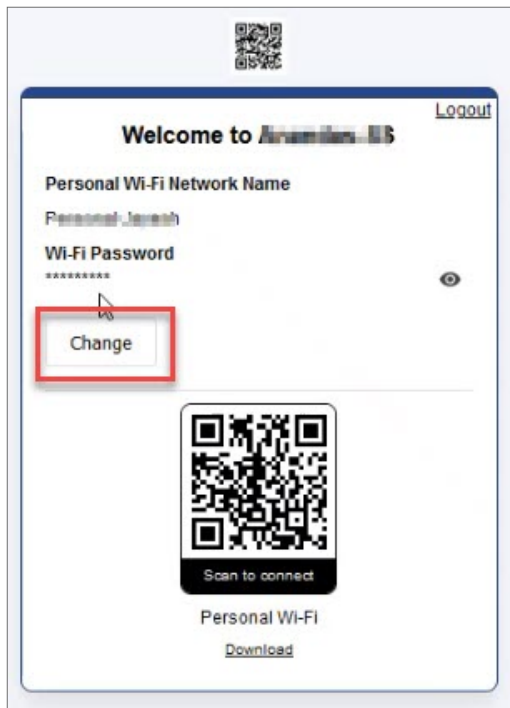 Logout
Welcome to
Personal Wi-Fi Network Name
Wi-Fi Password
*********
Change
Scan to connect
Personal Wi-Fi
Download